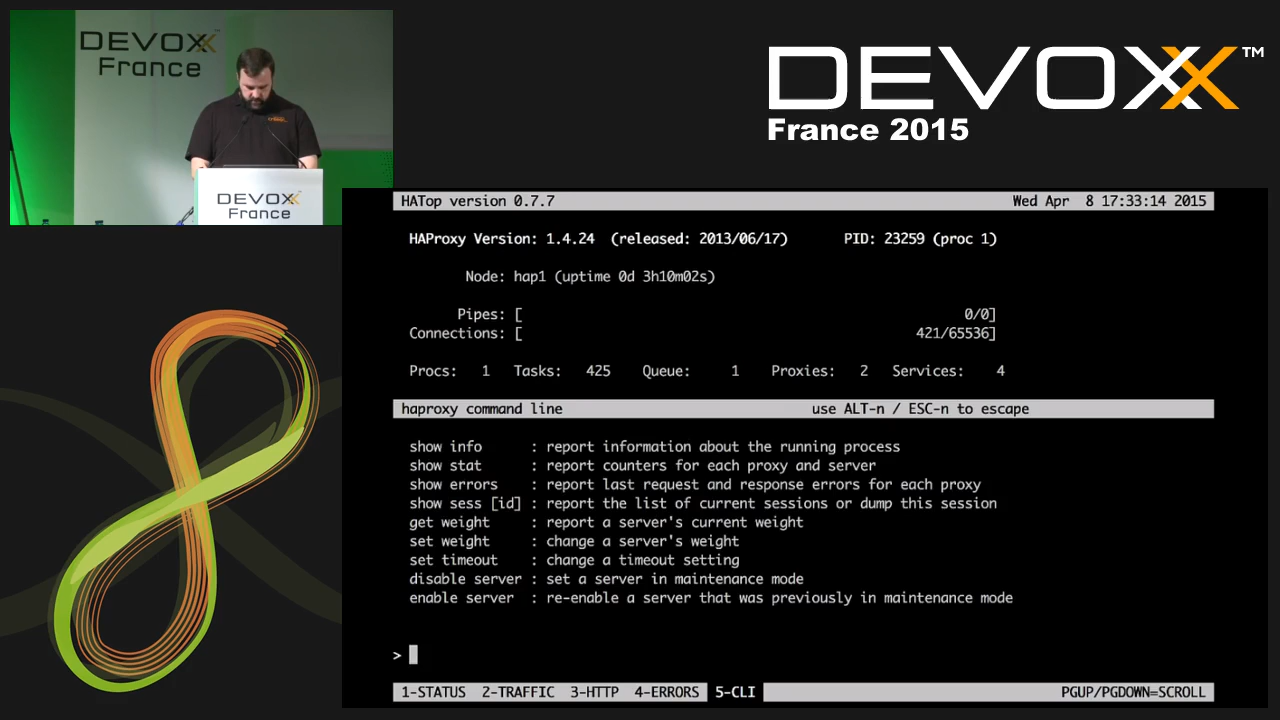 DEVOXX
France
DEVOXX™
France
DEVOXX™
France 2015
HATop version 0.7.7 Wed Apr 8 17:33:14 2015
HAProxy Version: 1.4.24 (released: 2013/06/17) PID: 23259 (proc 1)
Node: hap1 (uptime 0d 3h10m02s)
Pipes: [ 0/0]
Connections: [ 421/65536]
Procs: 1 Tasks: 425 Queue: 1 Proxies: 2 Services: 4
haproxy command line use ALT-n / ESC-n to escape
show info : report information about the running process
show stat : report counters for each proxy and server
show errors : report last request and response errors for each proxy
show sess [id] : report the list of current sessions or dump this session
get weight : report a server's current weight
set weight : change a server's weight
set timeout : change a timeout setting
disable server : set a server in maintenance mode
enable server : re-enable a server that was previously in maintenance mode
>
1-STATUS 2-TRAFFIC 3-HTTP 4-ERRORS 5-CLI PGUP/PGDOWN=SCROLL